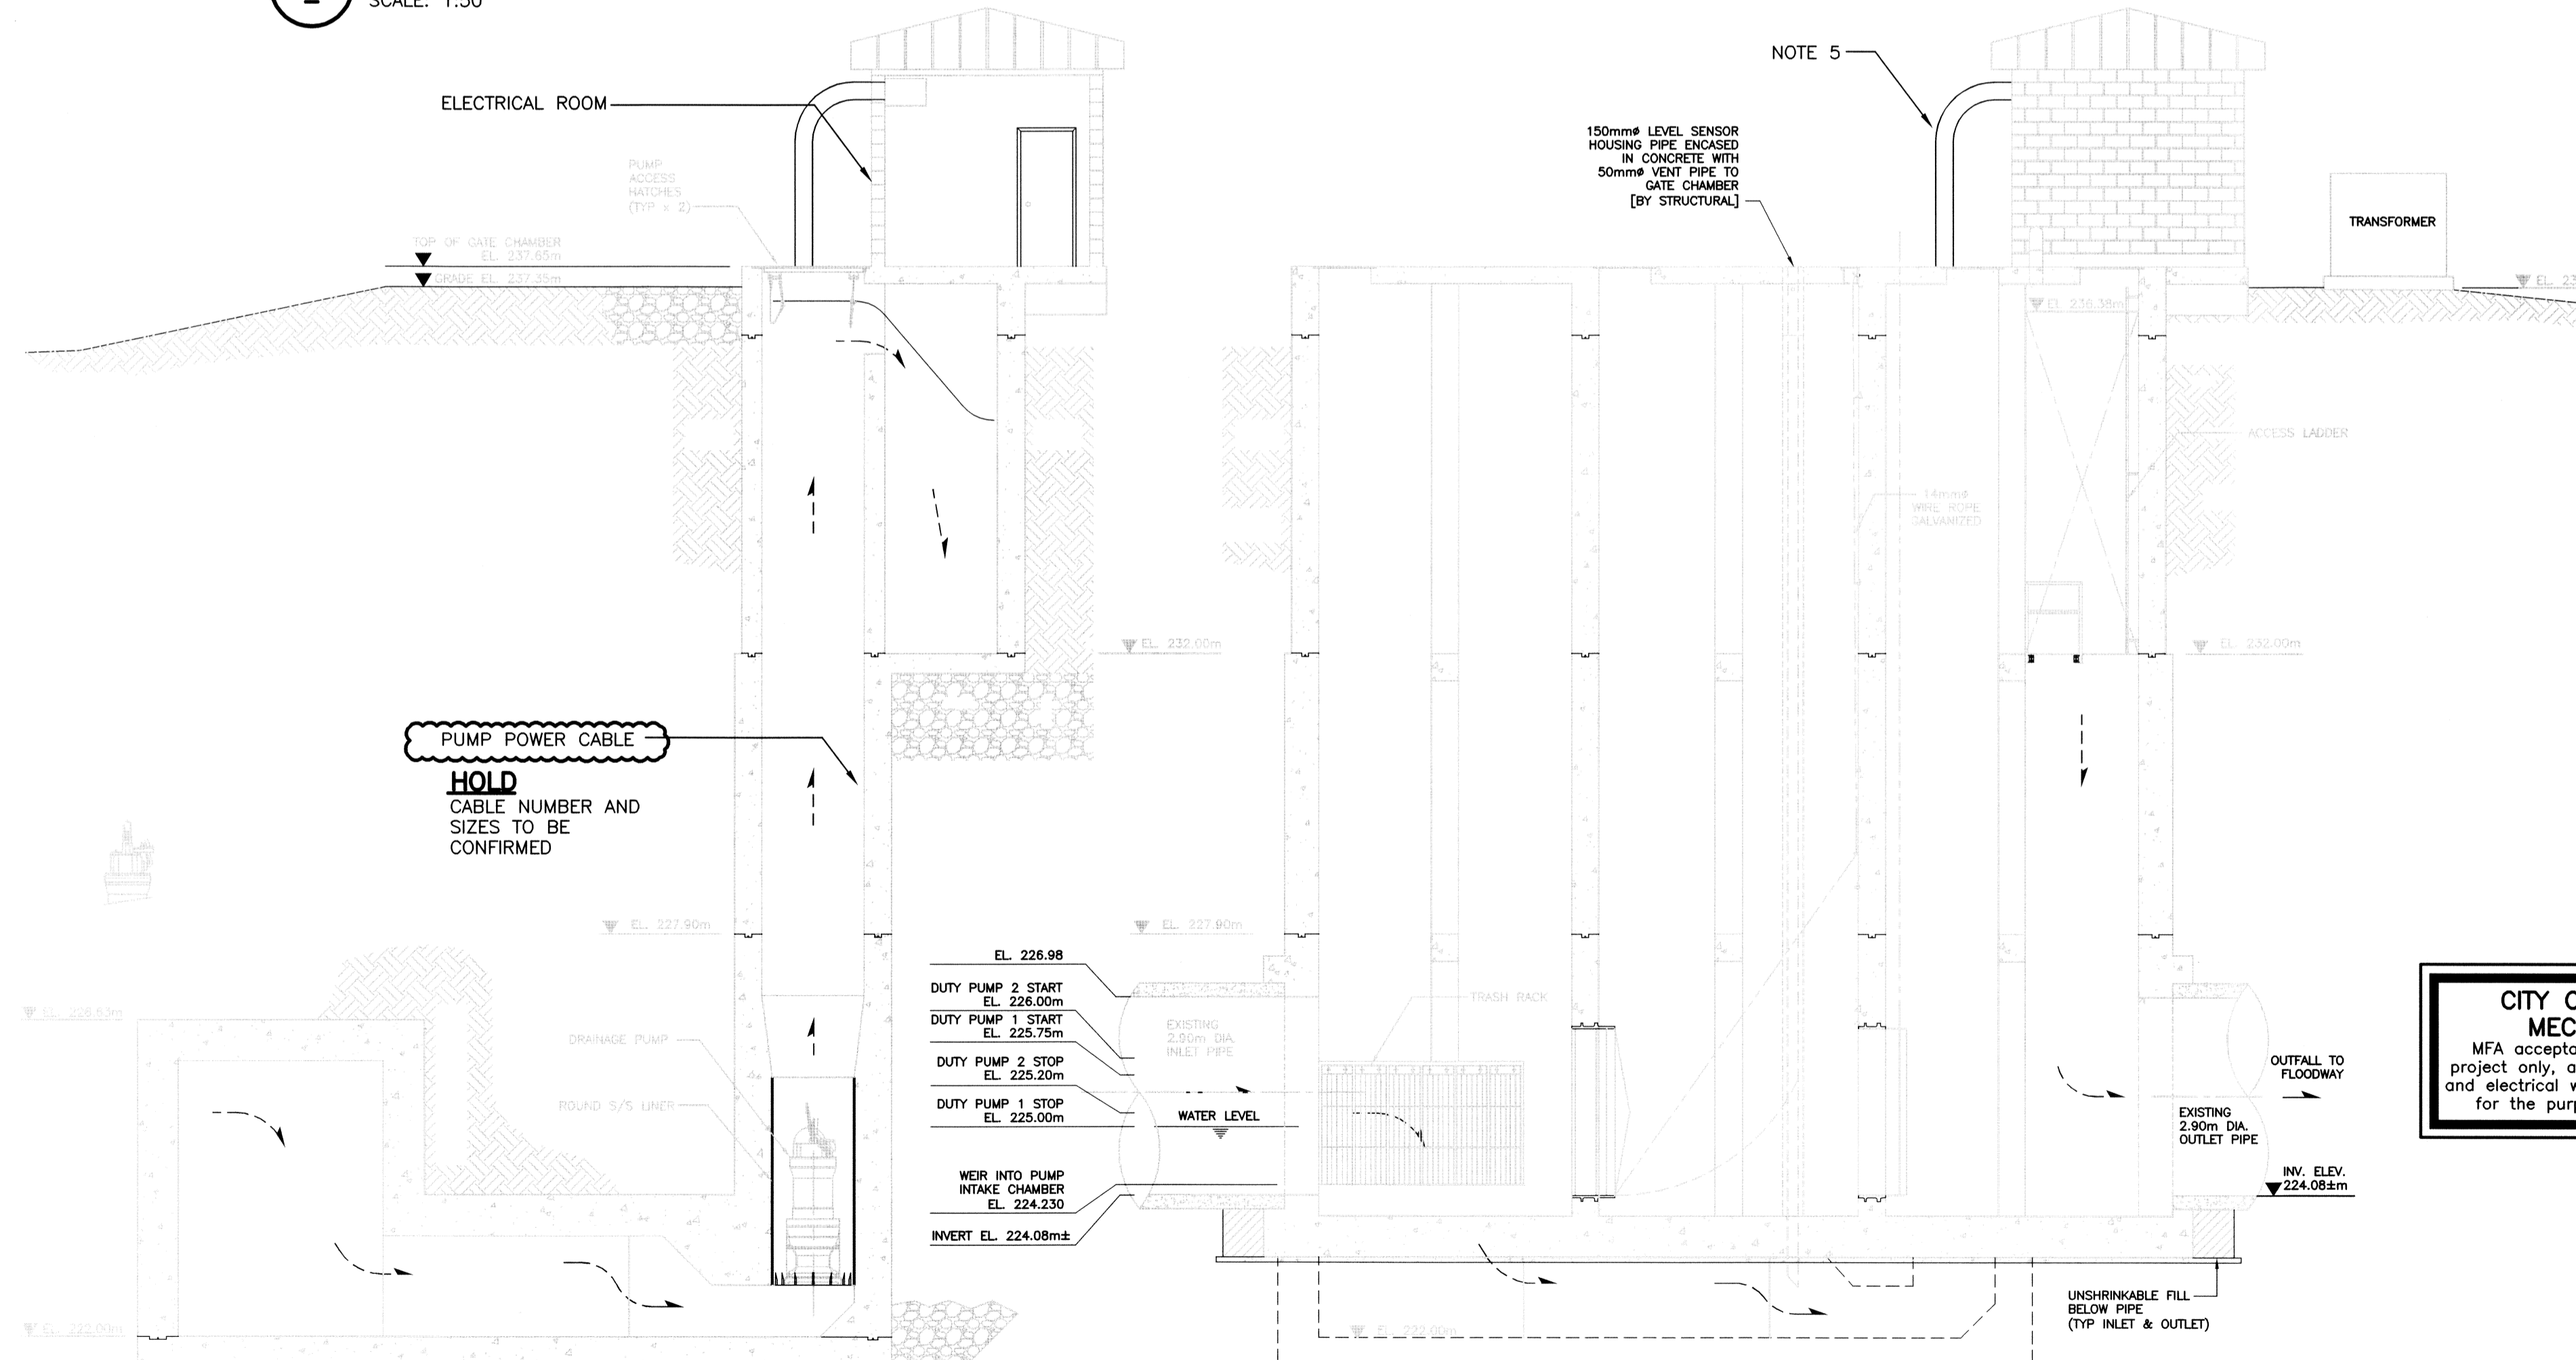 SCALE: 1:50
ELECTRICAL ROOM
PUMP
ACCESS
HATCHES
(TYP x 2)
TOP OF GATE CHAMBER
EL. 237.65m
GRADE EL. 237.35m
NOTE 5
150mmø LEVEL SENSOR
HOUSING PIPE ENCASED
IN CONCRETE WITH
50mmø VENT PIPE TO
GATE CHAMBER
[BY STRUCTURAL]
TRANSFORMER
EL. 236.38m
ACCESS LADDER
14mmø
WIRE ROPE
GALVANIZED
EL. 232.00m
EL. 232.00m
PUMP POWER CABLE
HOLD
CABLE NUMBER AND
SIZES TO BE
CONFIRMED
EL. 227.90m
EL. 227.90m
DRAINAGE PUMP
ROUND S/S LINER
EL. 226.98
DUTY PUMP 2 START
EL. 226.00m
DUTY PUMP 1 START
EL. 225.75m
DUTY PUMP 2 STOP
EL. 225.20m
DUTY PUMP 1 STOP
EL. 225.00m
WEIR INTO PUMP
INTAKE CHAMBER
EL. 224.230
INVERT EL. 224.08m±
EXISTING
2.90m DIA.
INLET PIPE
WATER LEVEL
TRASH RACK
OUTFALL TO
FLOODWAY
EXISTING
2.90m DIA.
OUTLET PIPE
INV. ELEV.
224.08±m
UNSHRINKABLE FILL
BELOW PIPE
(TYP INLET & OUTLET)
EL. 222.00m
EL. 222.00m
CITY
MFA
project only,
and electrical
for the